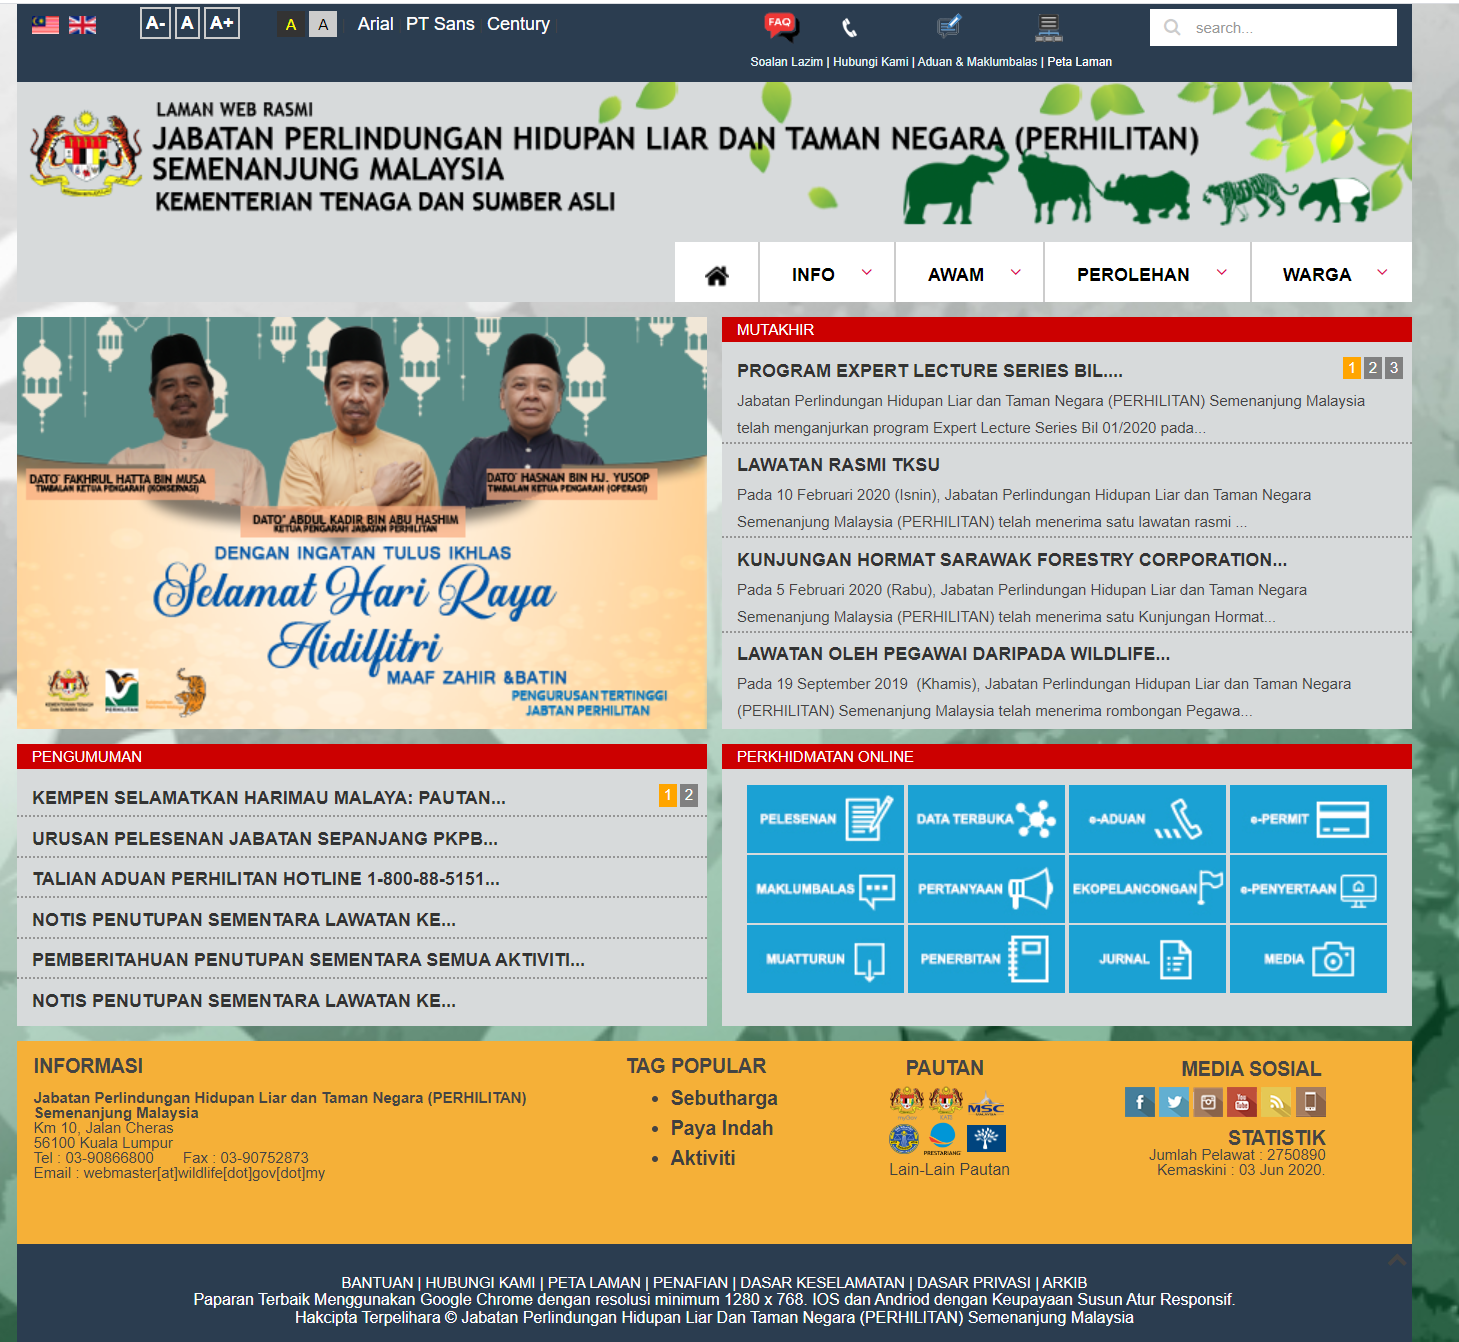 A- A A+ A A Arial PT Sans Century
FAQ
search...
Soalan Lazim | Hubungi Kami | Aduan & Maklumbalas | Peta Laman
LAMAN WEB RASMI
JABATAN PERLINDUNGAN HIDUPAN LIAR DAN TAMAN NEGARA (PERHILITAN)
SEMENANJUNG MALAYSIA
KEMENTERIAN TENAGA DAN SUMBER ASLI
INFO AWAM PEROLEHAN WARGA
DATO' FAKHRUL HATTA BIN MUSA
TIMBALAN KETUA PENGARAH (KONSERVASI)
DATO' HASNAN BIN HJ. YUSOP
TIMBALAN KETUA PENGARAH (OPERASI)
DATO' ABDUL KADIR BIN ABU HASHIM
KETUA PENGARAH JABATAN PERHILITAN
DENGAN INGATAN TULUS IKHLAS
Selamat Hari Raya
Aidilfitri
MAAF ZAHIR &BATIN
PENGURUSAN TERTINGGI
JABTAN PERHILITAN
KEMENTERIAN TENAGA
DAN SUMBER ASLI
PERHILITAN
MUTAKHIR
PROGRAM EXPERT LECTURE SERIES BIL....
1 2 3
Jabatan Perlindungan Hidupan Liar dan Taman Negara (PERHILITAN) Semenanjung Malaysia
telah menganjurkan program Expert Lecture Series Bil 01/2020 pada...
LAWATAN RASMI TKSU
Pada 10 Februari 2020 (Isnin), Jabatan Perlindungan Hidupan Liar dan Taman Negara
Semenanjung Malaysia (PERHILITAN) telah menerima satu lawatan rasmi ...
KUNJUNGAN HORMAT SARAWAK FORESTRY CORPORATION...
Pada 5 Februari 2020 (Rabu), Jabatan Perlindungan Hidupan Liar dan Taman Negara
Semenanjung Malaysia (PERHILITAN) telah menerima satu Kunjungan Hormat...
LAWATAN OLEH PEGAWAI DARIPADA WILDLIFE...
Pada 19 September 2019 (Khamis), Jabatan Perlindungan Hidupan Liar dan Taman Negara
(PERHILITAN) Semenanjung Malaysia telah menerima rombongan Pegawa...
PENGUMUMAN
KEMPEN SELAMATKAN HARIMAU MALAYA: PAUTAN...
1 2
URUSAN PELESENAN JABATAN SEPANJANG PKPB...
TALIAN ADUAN PERHILITAN HOTLINE 1-800-88-5151...
NOTIS PENUTUPAN SEMENTARA LAWATAN KE...
PEMBERITAHUAN PENUTUPAN SEMENTARA SEMUA AKTIVITI...
NOTIS PENUTUPAN SEMENTARA LAWATAN KE...
PERKHIDMATAN ONLINE
PELESENAN DATA TERBUKA e-ADUAN e-PERMIT
MAKLUMBALAS PERTANYAAN EKOPELANCONGAN e-PENYERTAAN
MUATTURUN PENERBITAN JURNAL MEDIA
INFORMASI
Jabatan Perlindungan Hidupan Liar dan Taman Negara (PERHILITAN)
Semenanjung Malaysia
Km 10, Jalan Cheras
56100 Kuala Lumpur
Tel : 03-90866800 Fax : 03-90752873
Email : webmaster[at]wildlife[dot]gov[dot]my
TAG POPULAR
Sebutharga
Paya Indah
Aktiviti
PAUTAN
MSC
PRESTARIANG
Lain-Lain Pautan
MEDIA SOSIAL
You Tube
STATISTIK
Jumlah Pelawat : 2750890
Kemaskini : 03 Jun 2020.
BANTUAN | HUBUNGI KAMI | PETA LAMAN | PENAFIAN | DASAR KESELAMATAN | DASAR PRIVASI | ARKIB
Paparan Terbaik Menggunakan Google Chrome dengan resolusi minimum 1280 x 768. IOS dan Andriod dengan Keupayaan Susun Atur Responsif.
Hakcipta Terpelihara © Jabatan Perlindungan Hidupan Liar Dan Taman Negara (PERHILITAN) Semenanjung Malaysia